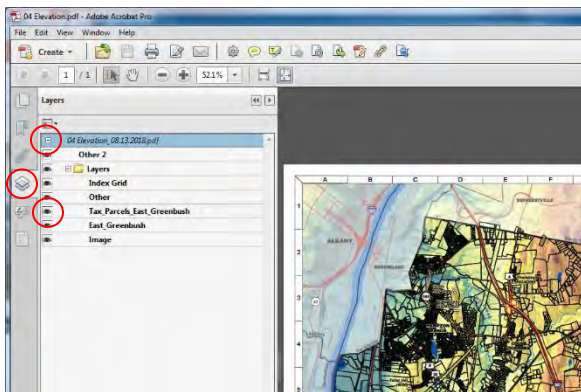 04 Elevation.pdf - Adobe Acrobat Pro
File Edit View Window Help
Create
1 / 1 52.1%
Layers
04 Elevation_08.13.2018.pdf
Other 2
Layers
Index Grid
Other
Tax_Parcels_East_Greenbush
East_Greenbush
Image
A B C D E F
1
2
3
4
5
ALBANY
RENSSELAER